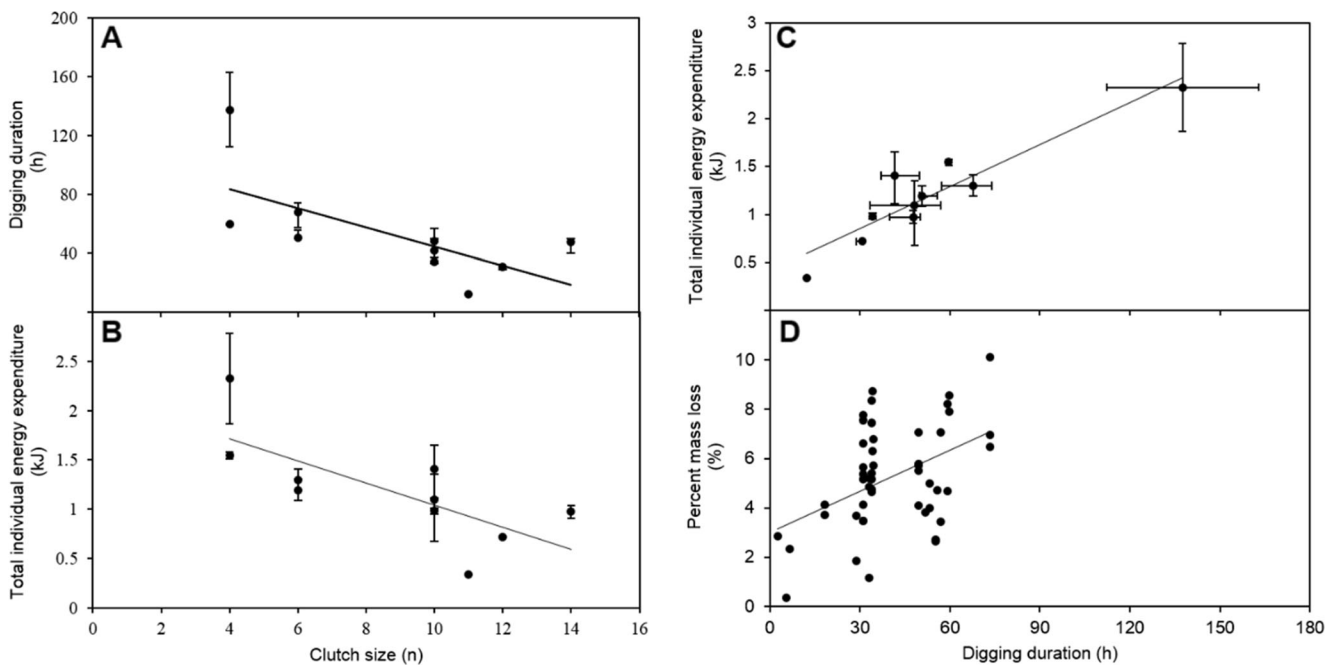 A
200
160
120
80
40
Digging duration
(h)
B
2.5
2
1.5
1
0.5
0
Total individual energy expenditure
(kJ)
0 2 4 6 8 10 12 14 16
Clutch size (n)
C
3
2.5
2
1.5
1
0.5
Total individual energy expenditure
(kJ)
D
10
8
6
4
2
0
Percent mass loss
(%)
0 30 60 90 120 150 180
Digging duration (h)